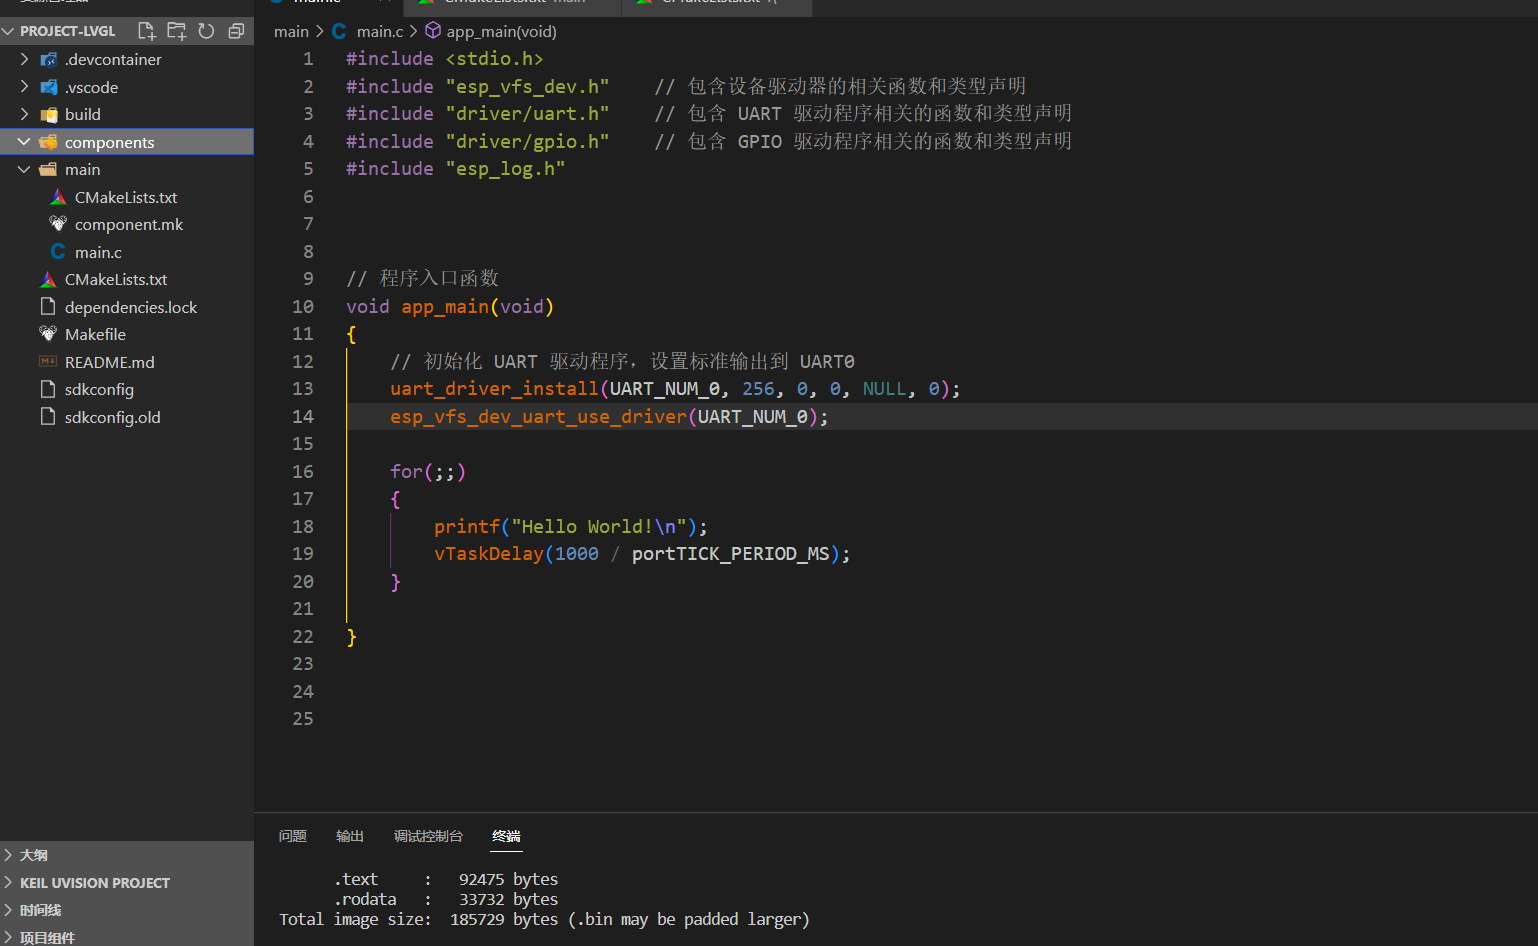 PROJECT-LVGL
.devcontainer
.vscode
build
components
main
CMakeLists.txt
component.mk
main.c
CMakeLists.txt
dependencies.lock
Makefile
README.md
sdkconfig
sdkconfig.old
大纲
KEIL UVISION PROJECT
时间线
项目组件
main > C main.c > app_main(void)
1 #include <stdio.h>
2 #include "esp_vfs_dev.h"    // 包含设备驱动器的相关函数和类型声明
3 #include "driver/uart.h"    // 包含 UART 驱动程序相关的函数和类型声明
4 #include "driver/gpio.h"    // 包含 GPIO 驱动程序相关的函数和类型声明
5 #include "esp_log.h"
6
7
8
9 // 程序入口函数
10 void app_main(void)
11 {
12     // 初始化 UART 驱动程序，设置标准输出到 UART0
13     uart_driver_install(UART_NUM_0, 256, 0, 0, NULL, 0);
14     esp_vfs_dev_uart_use_driver(UART_NUM_0);
15
16     for(;;)
17     {
18         printf("Hello World!\n");
19         vTaskDelay(1000 / portTICK_PERIOD_MS);
20     }
21
22 }
23
24
25
问题 输出 调试控制台 终端
.text    :   92475 bytes
.rodata  :   33732 bytes
Total image size:  185729 bytes (.bin may be padded larger)